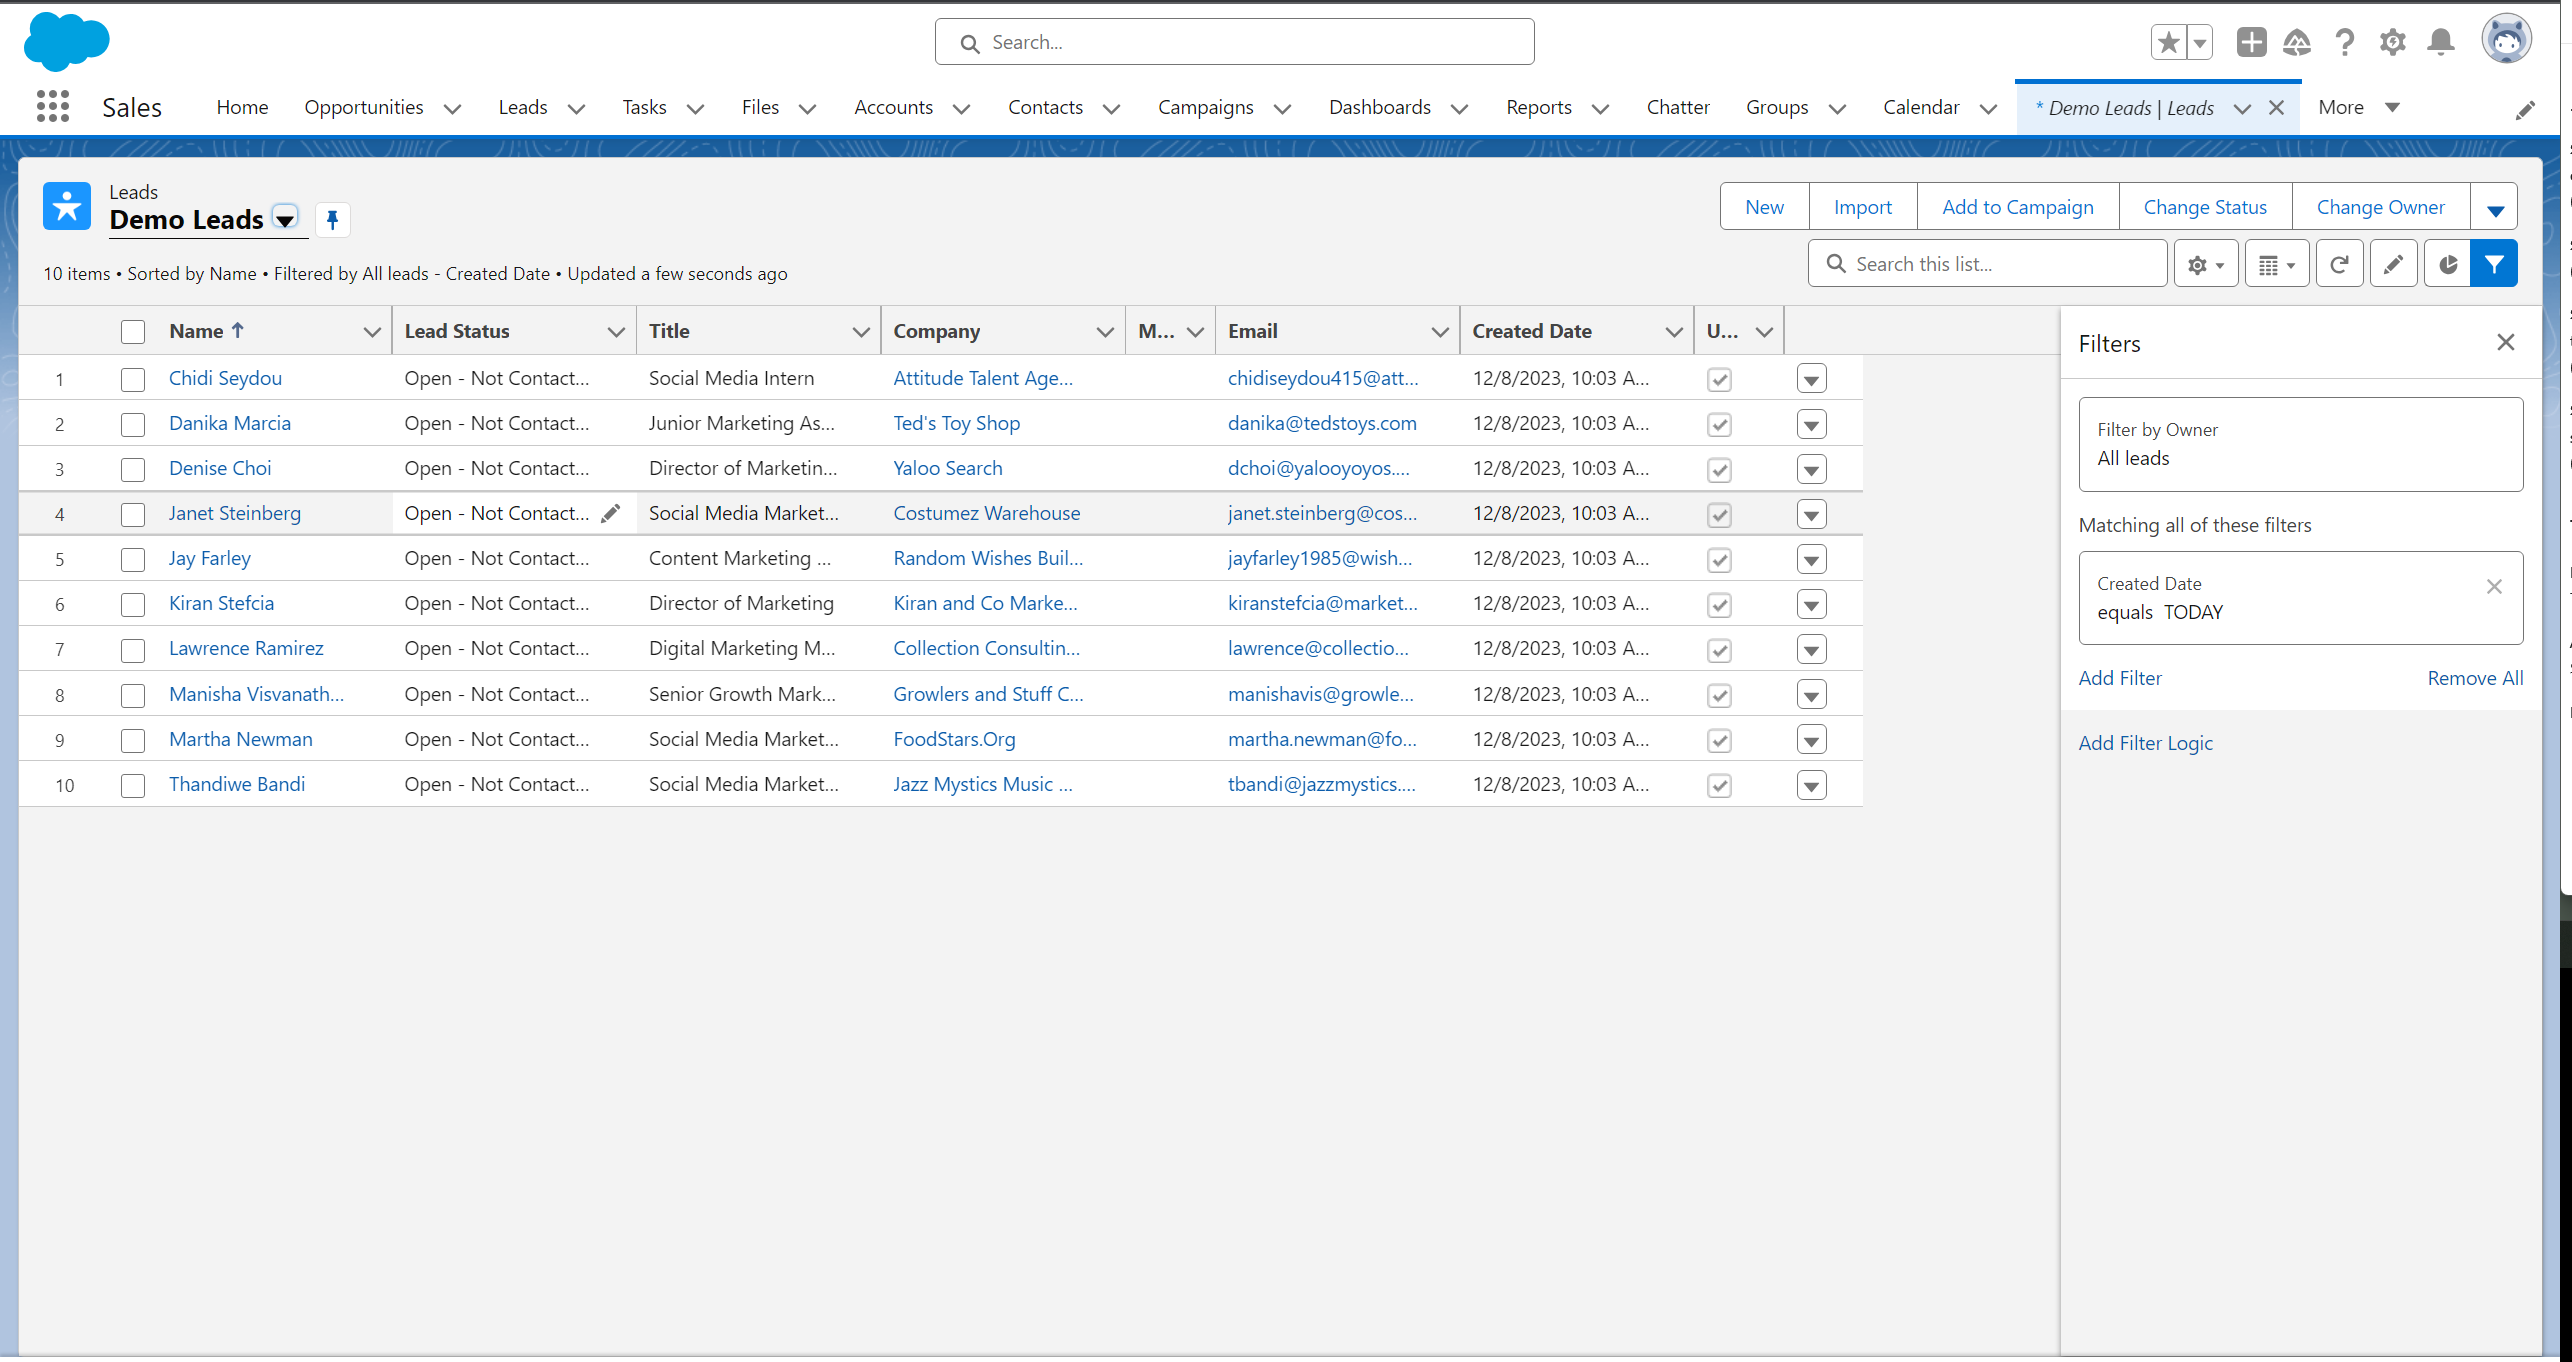 Search...
Sales Home Opportunities Leads Tasks Files Accounts Contacts Campaigns Dashboards Reports Chatter Groups Calendar * Demo Leads | Leads More
Leads
Demo Leads
New Import Add to Campaign Change Status Change Owner
10 items • Sorted by Name • Filtered by All leads - Created Date • Updated a few seconds ago
Search this list...
Name Lead Status Title Company M... Email Created Date U...
1 Chidi Seydou Open - Not Contact... Social Media Intern Attitude Talent Age... chidiseydou415@att... 12/8/2023, 10:03 A...
2 Danika Marcia Open - Not Contact... Junior Marketing As... Ted's Toy Shop danika@tedstoys.com 12/8/2023, 10:03 A...
3 Denise Choi Open - Not Contact... Director of Marketin... Yaloo Search dchoi@yalooyoyos.... 12/8/2023, 10:03 A...
4 Janet Steinberg Open - Not Contact... Social Media Market... Costumez Warehouse janet.steinberg@cos... 12/8/2023, 10:03 A...
5 Jay Farley Open - Not Contact... Content Marketing ... Random Wishes Buil... jayfarley1985@wish... 12/8/2023, 10:03 A...
6 Kiran Stefcia Open - Not Contact... Director of Marketing Kiran and Co Marke... kiranstefcia@market... 12/8/2023, 10:03 A...
7 Lawrence Ramirez Open - Not Contact... Digital Marketing M... Collection Consultin... lawrence@collectio... 12/8/2023, 10:03 A...
8 Manisha Visvanath... Open - Not Contact... Senior Growth Mark... Growlers and Stuff C... manishavis@growle... 12/8/2023, 10:03 A...
9 Martha Newman Open - Not Contact... Social Media Market... FoodStars.Org martha.newman@fo... 12/8/2023, 10:03 A...
10 Thandiwe Bandi Open - Not Contact... Social Media Market... Jazz Mystics Music ... tbandi@jazzmystics.... 12/8/2023, 10:03 A...
Filters
Filter by Owner
All leads
Matching all of these filters
Created Date
equals TODAY
Add Filter Remove All
Add Filter Logic